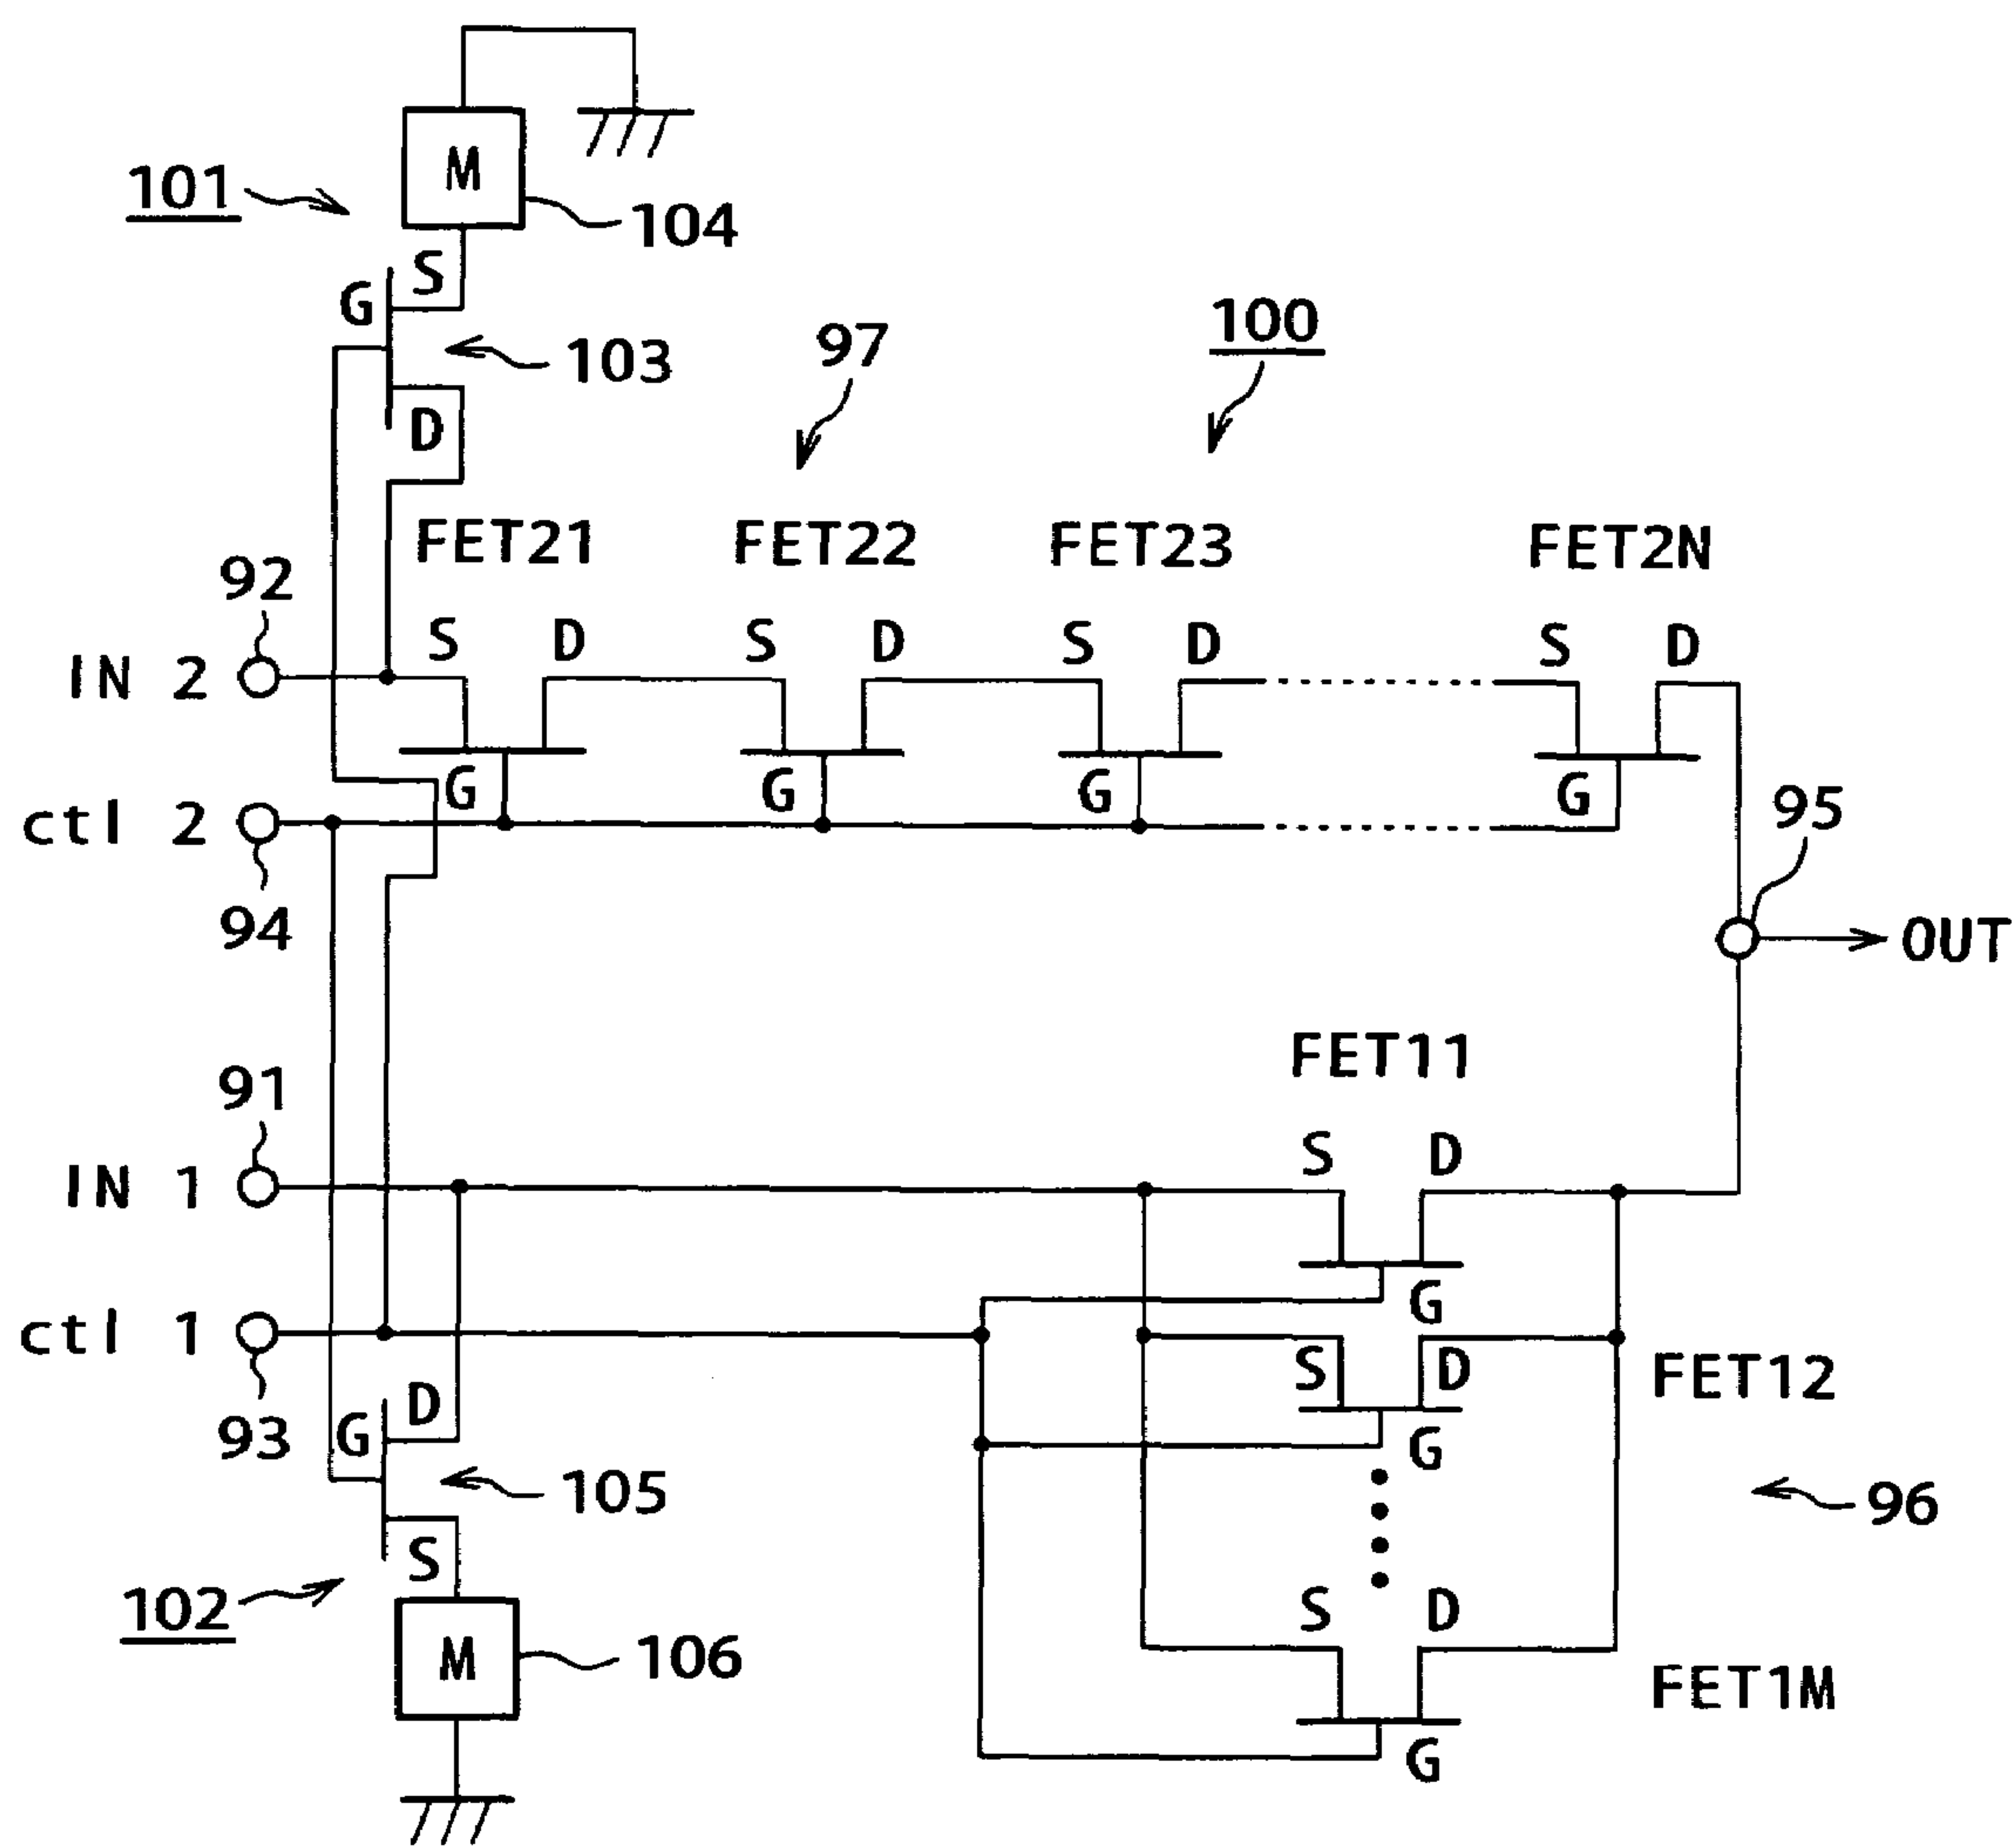 M
101
104
S
G
97
100
103
D
FET21 FET22 FET23 FET2N
92
S D S D S D S D
IN 2
G G G G
ctl 2
95
94
OUT
FET11
91
S D
IN 1
G
ctl 1
S D
FET12
D
93
G
G
105
96
S
S D
102
M
106
FET1M
G